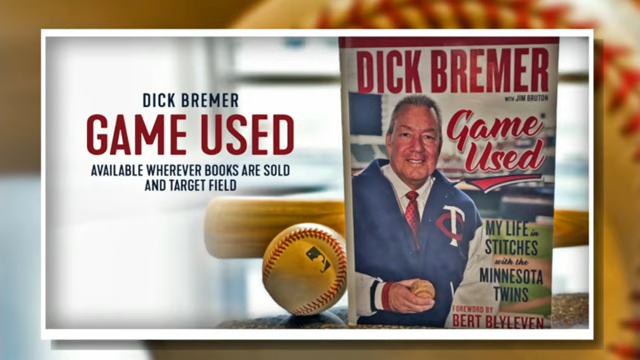 DICK BREMER
GAME USED
AVAILABLE WHEREVER BOOKS ARE SOLD
AND TARGET FIELD
DICK BREMER
WITH JIM BRUTON
Game
Used
MY LIFE in
STITCHES
with the
MINNESOTA
TWINS
FOREWORD BY
BERT BLYLEVEN